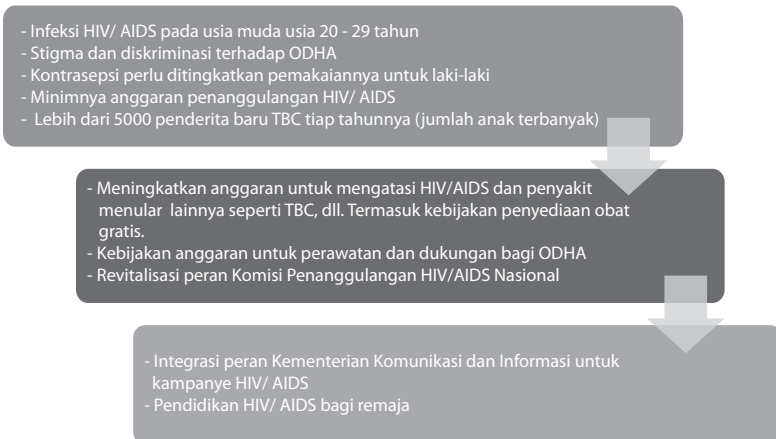 - Infeksi HIV/ AIDS pada usia muda usia 20 - 29 tahun
- Stigma dan diskriminasi terhadap ODHA
- Kontrasepsi perlu ditingkatkan pemakaiannya untuk laki-laki
- Minimnya anggaran penanggulangan HIV/ AIDS
- Lebih dari 5000 penderita baru TBC tiap tahunnya (jumlah anak terbanyak)
- Meningkatkan anggaran untuk mengatasi HIV/AIDS dan penyakit
menular lainnya seperti TBC, dll. Termasuk kebijakan penyediaan obat
gratis.
- Kebijakan anggaran untuk perawatan dan dukungan bagi ODHA
- Revitalisasi peran Komisi Penanggulangan HIV/AIDS Nasional
- Integrasi peran Kementerian Komunikasi dan Informasi untuk
kampanye HIV/ AIDS
- Pendidikan HIV/ AIDS bagi remaja